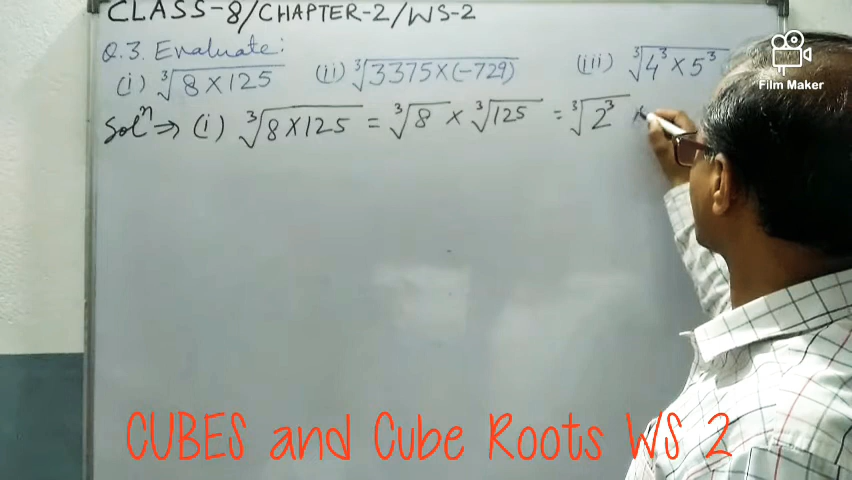 CLASS-8/CHAPTER-2/WS-2
Q.3. Evaluate:
(i) ∛8×125 (ii) ∛3375×(-729) (iii) ∛4³×5³
Solⁿ ⇒ (i) ∛8×125 = ∛8 × ∛125 = ∛2³ ×
Film Maker
CUBES and Cube Roots WS 2